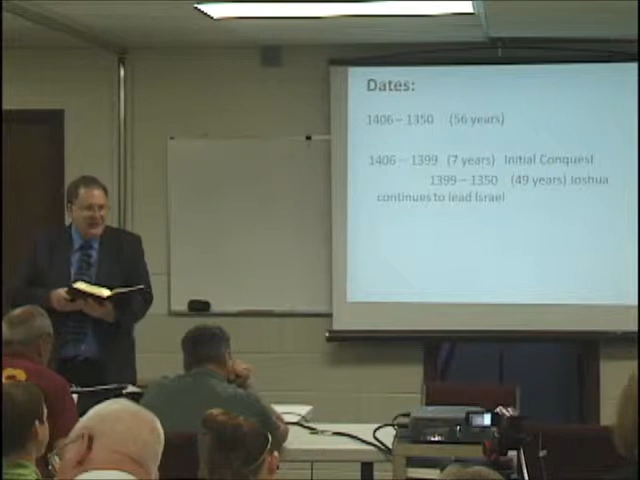 Dates:
1406 – 1350 (56 years)
1406 – 1399 (7 years) Initial Conquest
1399 – 1350 (49 years) Joshua
continues to lead Israel